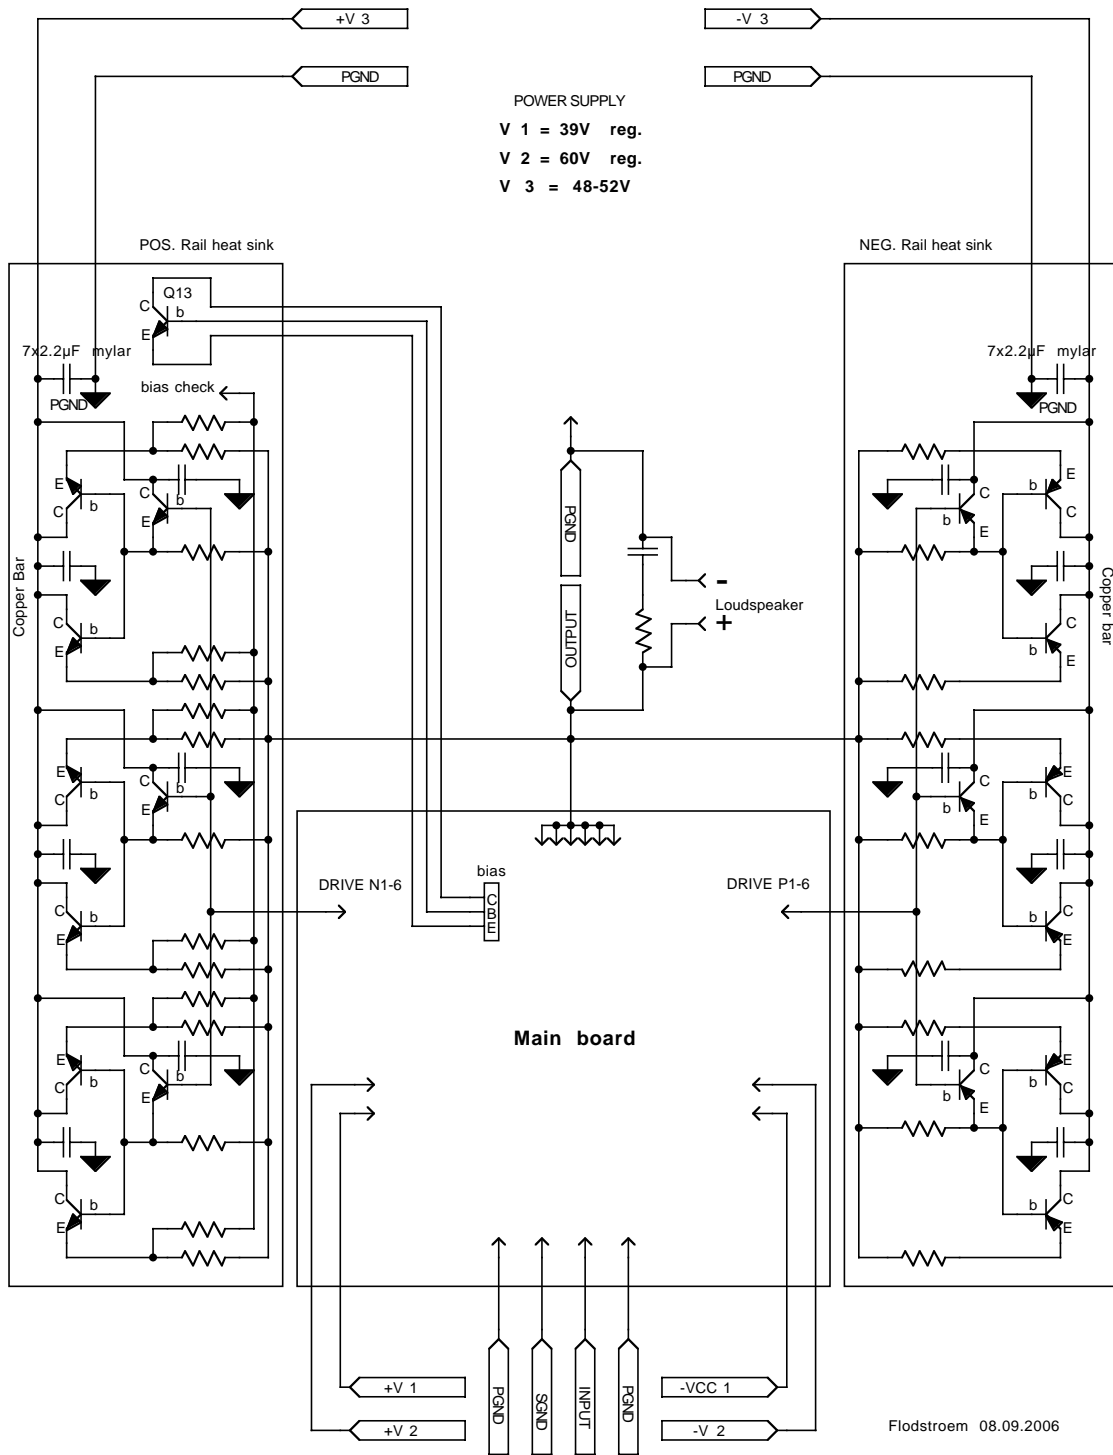 +V 3
-V 3
PGND
PGND
POWER SUPPLY
V 1 = 39V reg.
V 2 = 60V reg.
V 3 = 48-52V
POS. Rail heat sink
NEG. Rail heat sink
Q13
C
b
E
7x2.2µF mylar
7x2.2µF mylar
bias check
PGND
PGND
E
b
C
C
b
E
PGND
C
b
E
E
b
C
Copper Bar
Copper bar
C
b
E
OUTPUT
-
Loudspeaker
+
C
b
E
E
b
C
C
b
E
C
b
E
E
b
C
C
b
E
bias
C
B
E
DRIVE N1-6
DRIVE P1-6
C
b
E
Main board
E
b
C
C
b
E
C
b
E
E
b
C
C
b
E
C
b
E
+V 1
+V 2
PGND
SGND
INPUT
PGND
-VCC 1
-V 2
Flodstroem 08.09.2006